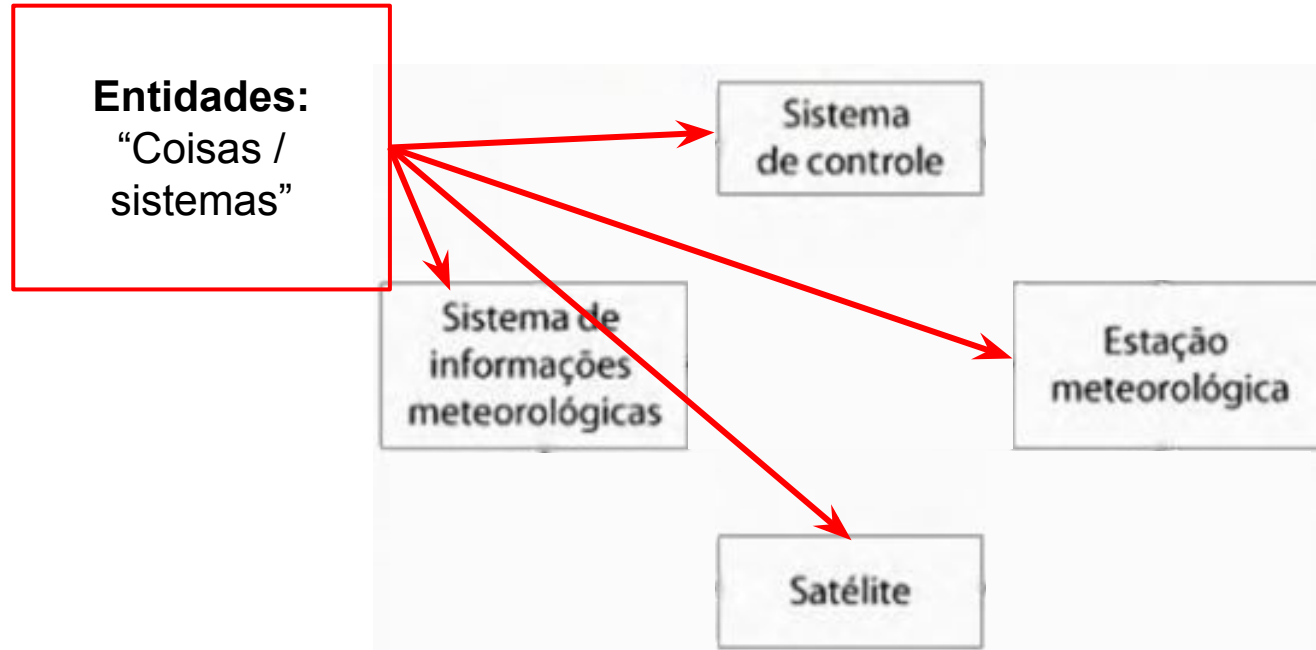 Entidades:
“Coisas /
sistemas”
Sistema
de controle
Sistema de
informações
meteorológicas
Estação
meteorológica
Satélite